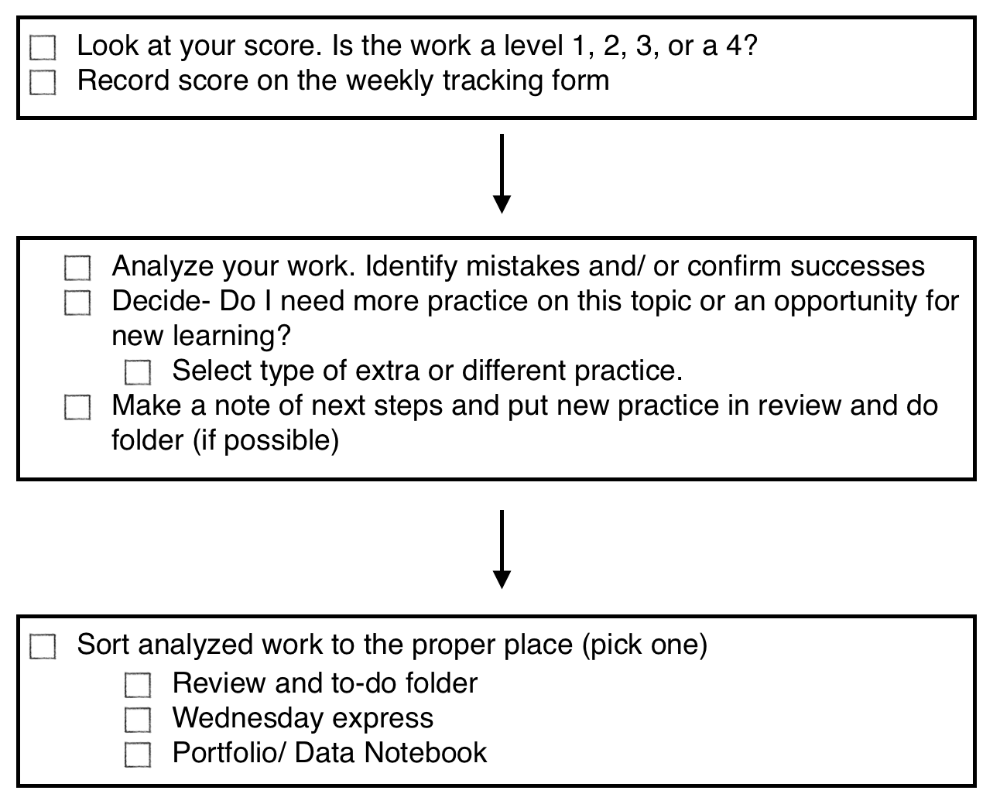 Look at your score. Is the work a level 1, 2, 3, or a 4?
Record score on the weekly tracking form
Analyze your work. Identify mistakes and/ or confirm successes
Decide- Do I need more practice on this topic or an opportunity for
new learning?
Select type of extra or different practice.
Make a note of next steps and put new practice in review and do
folder (if possible)
Sort analyzed work to the proper place (pick one)
Review and to-do folder
Wednesday express
Portfolio/ Data Notebook